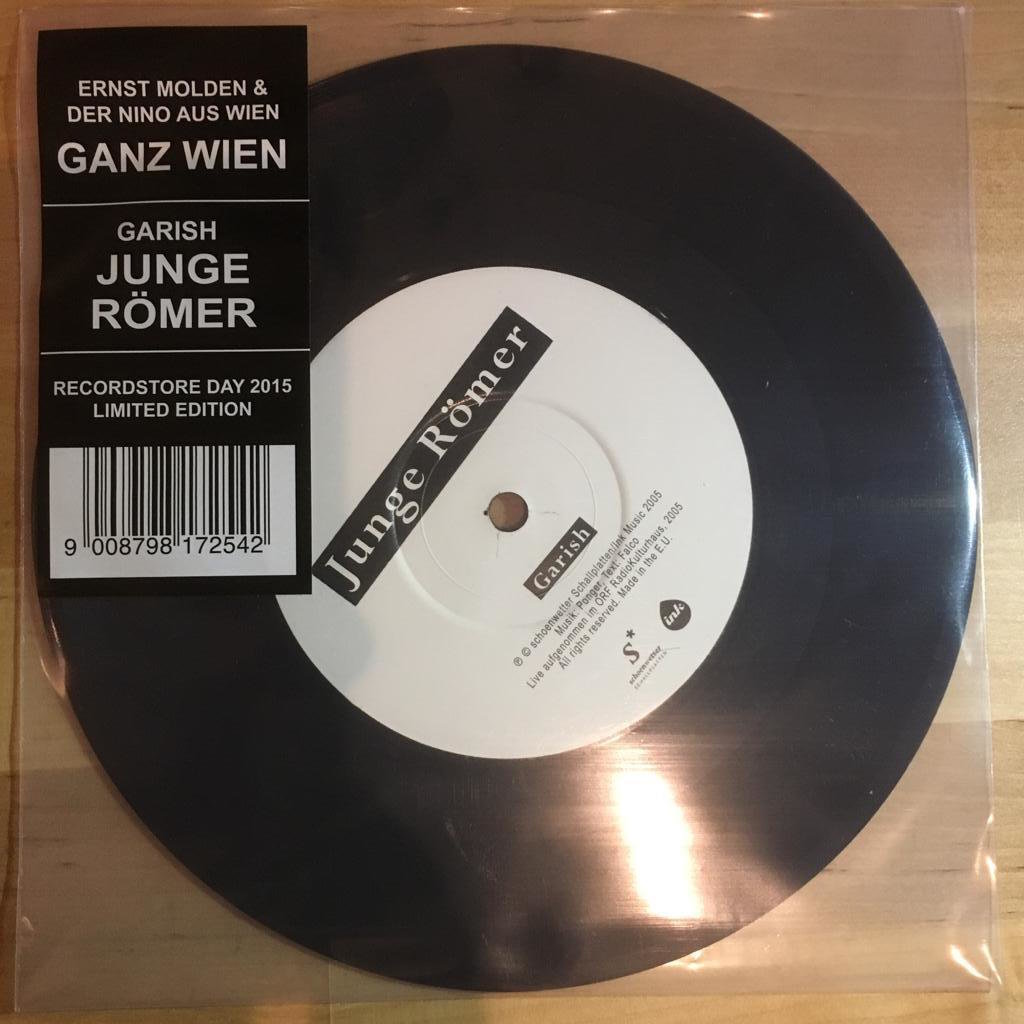 ERNST MOLDEN &
DER NINO AUS WIEN
GANZ WIEN
GARISH
JUNGE
RÖMER
RECORDSTORE DAY 2015
LIMITED EDITION
9 008798 172542
Junge Römer
Garish
℗ © schoenwetter Schallplatten/Ink Music 2005
Musik: Ponger, Text: Falco
Live aufgenommen im ORF RadioKulturhaus, 2005
All rights reserved. Made in the E.U.
S*
schoenwetter
SCHALLPLATTEN
ink